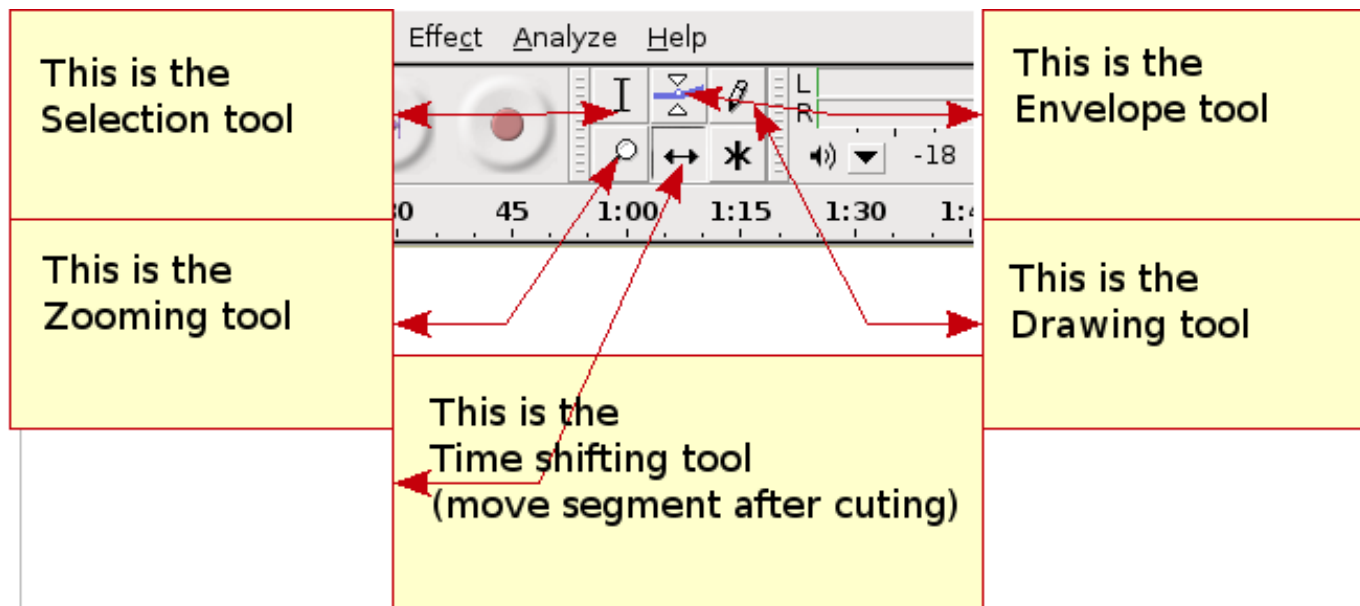 Effect Analyze Help
This is the
Selection tool
This is the
Envelope tool
L
R
-18
30 45 1:00 1:15 1:30 1:4
This is the
Zooming tool
This is the
Drawing tool
This is the
Time shifting tool
(move segment after cuting)